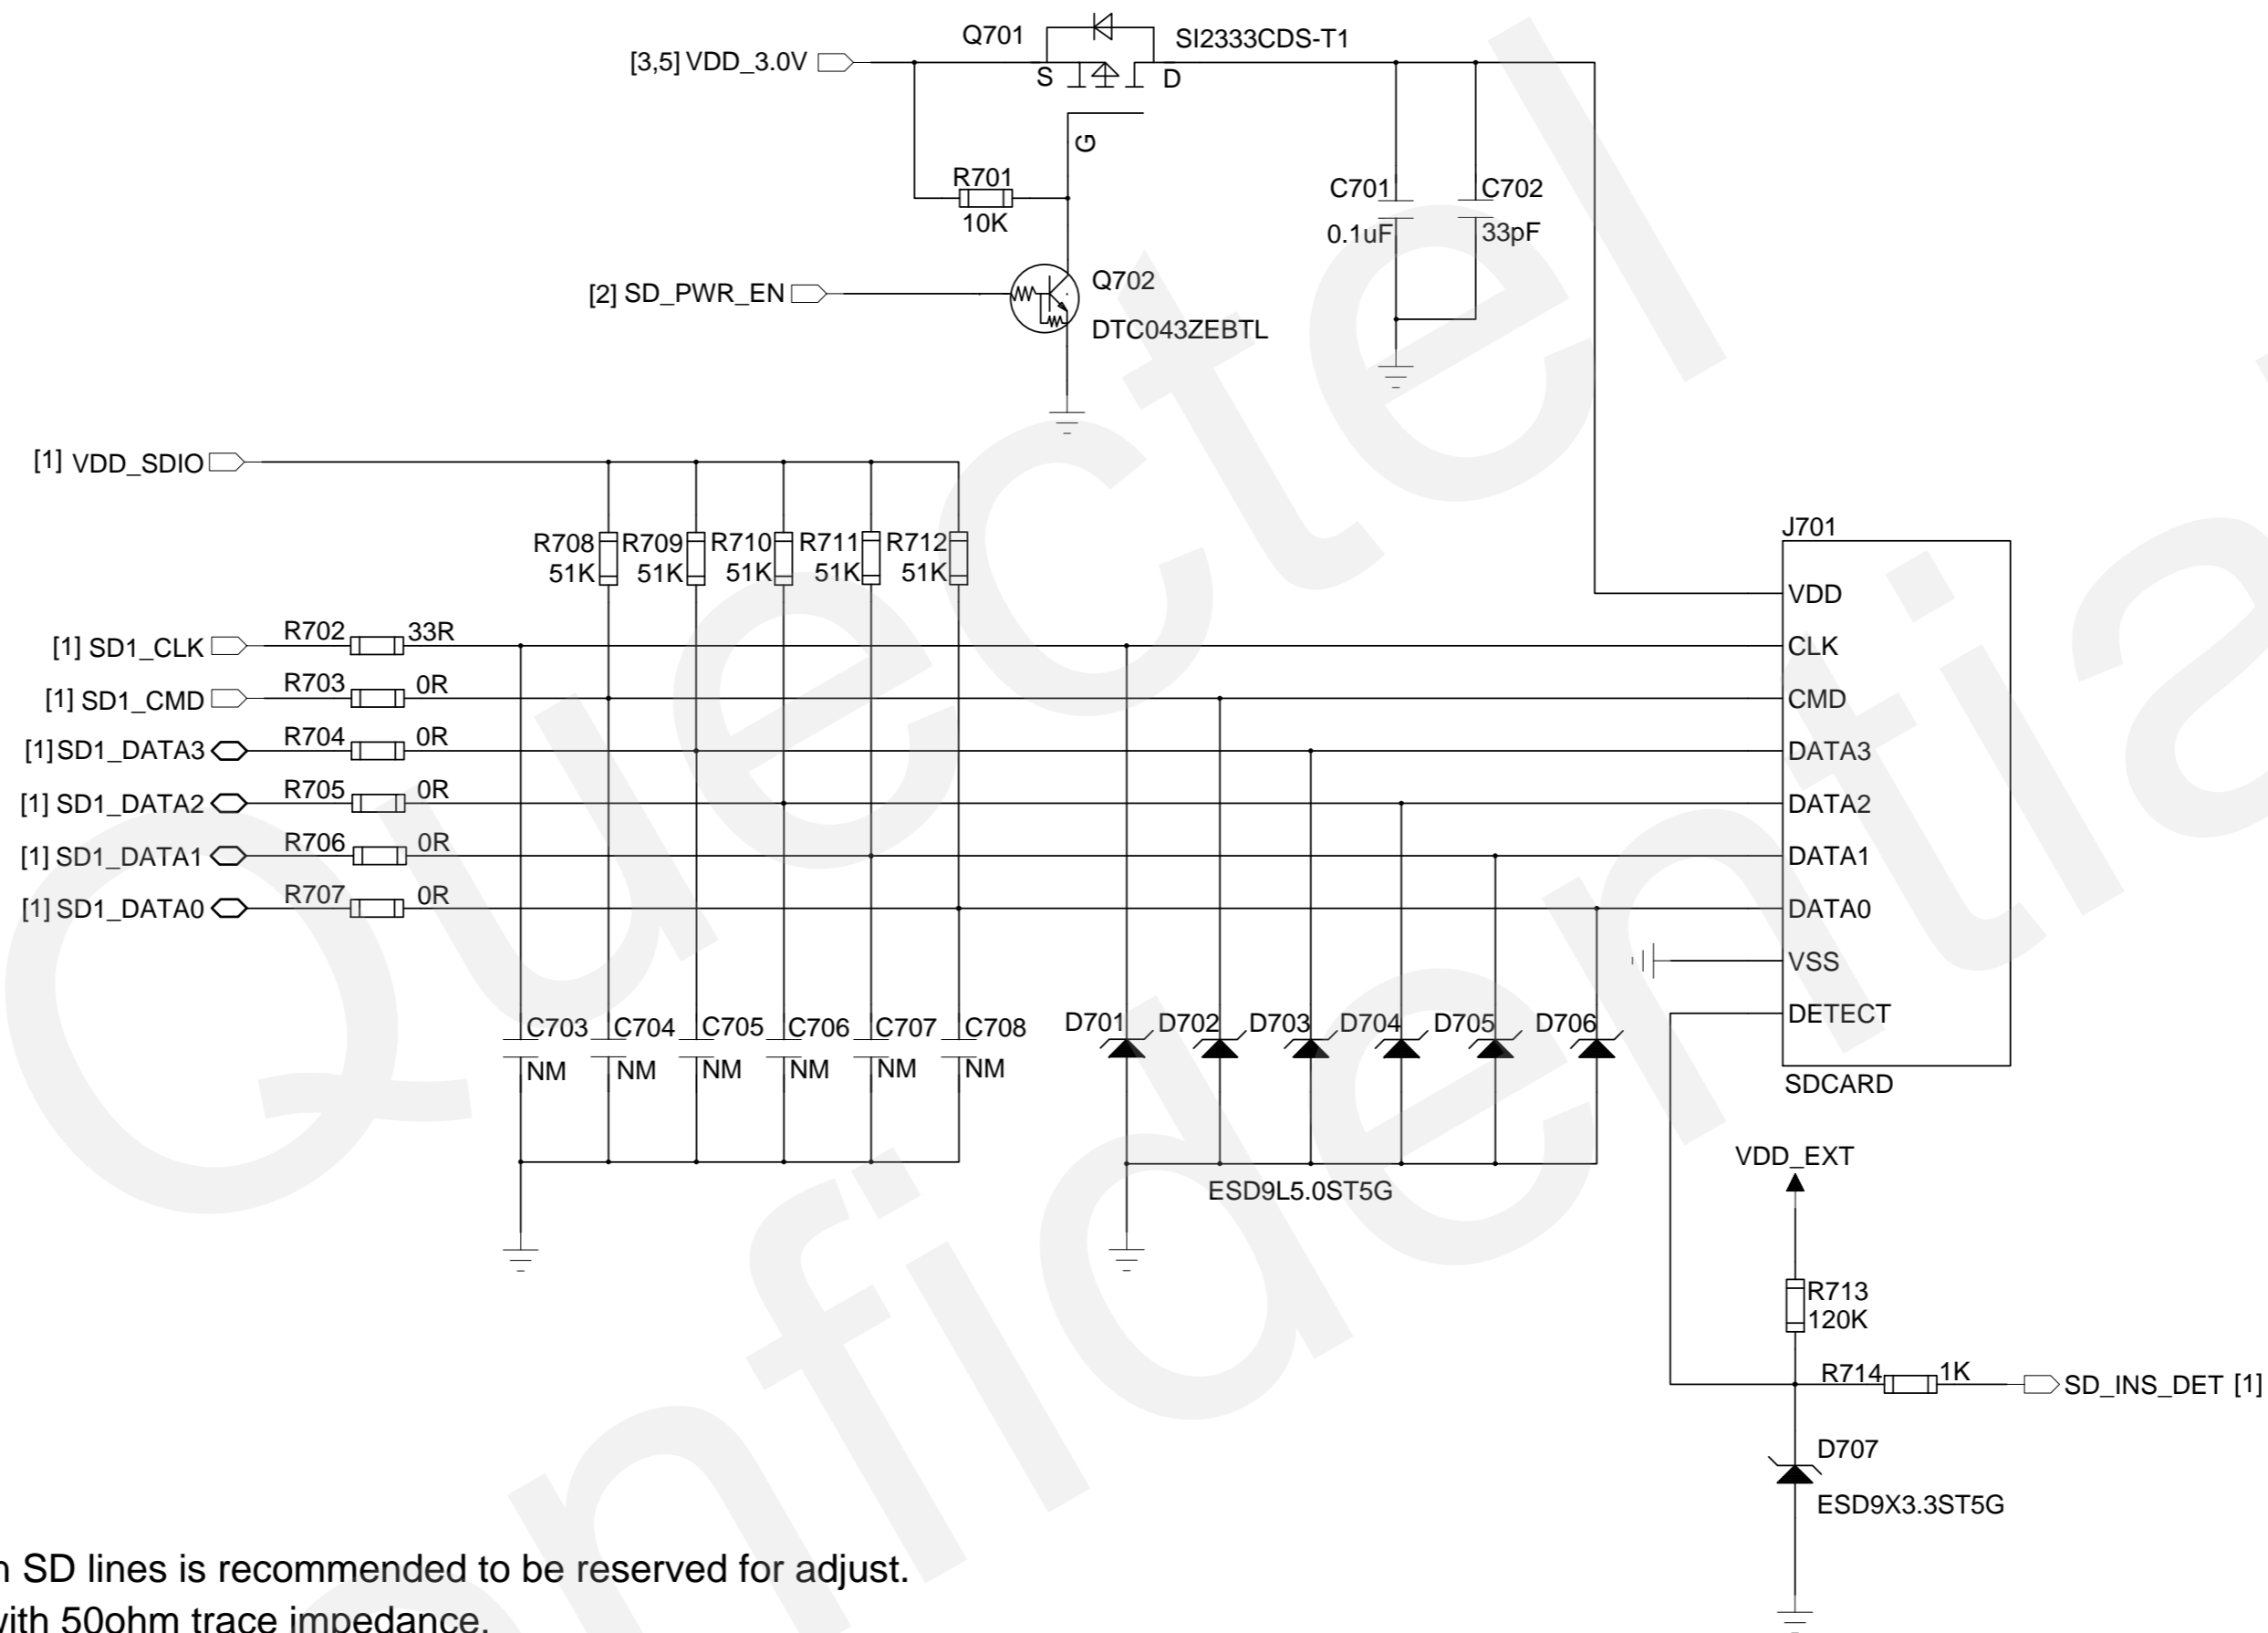 Q701
SI2333CDS-T1
[3,5] VDD_3.0V
S
D
G
R701
10K
C701
0.1uF
C702
33pF
[2] SD_PWR_EN
Q702
DTC043ZEBTL
[1] VDD_SDIO
R708
51K
R709
51K
R710
51K
R711
51K
R712
51K
J701
VDD
CLK
CMD
DATA3
DATA2
DATA1
DATA0
VSS
DETECT
SDCARD
[1] SD1_CLK
R702
33R
[1] SD1_CMD
R703
0R
[1] SD1_DATA3
R704
0R
[1] SD1_DATA2
R705
0R
[1] SD1_DATA1
R706
0R
[1] SD1_DATA0
R707
0R
C703
NM
C704
NM
C705
NM
C706
NM
C707
NM
C708
NM
D701
D702
D703
D704
D705
D706
ESD9L5.0ST5G
VDD_EXT
R713
120K
R714
1K
SD_INS_DET [1]
D707
ESD9X3.3ST5G
SD lines is recommended to be reserved for adjust.
with 50ohm trace impedance.
Quectel